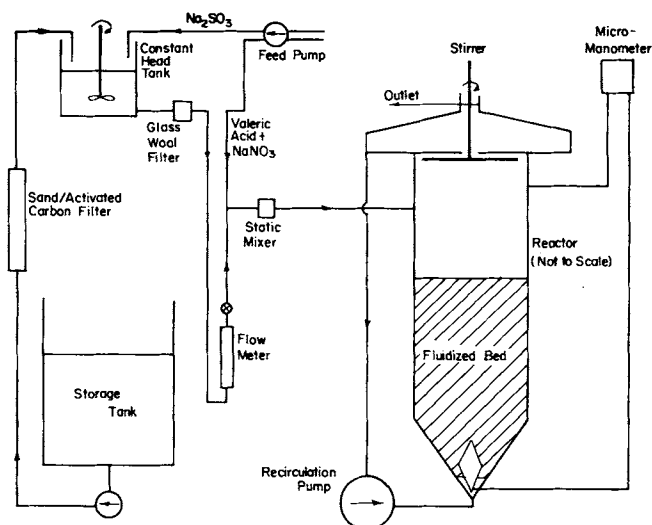 Na₂SO₃
Constant
Head
Tank
Feed Pump
Glass
Wool
Filter
Valeric
Acid +
NaNO₃
Sand/Activated
Carbon Filter
Static
Mixer
Flow
Meter
Storage
Tank
Stirrer
Outlet
Micro-
Manometer
Reactor
(Not to Scale)
Fluidized Bed
Recirculation
Pump